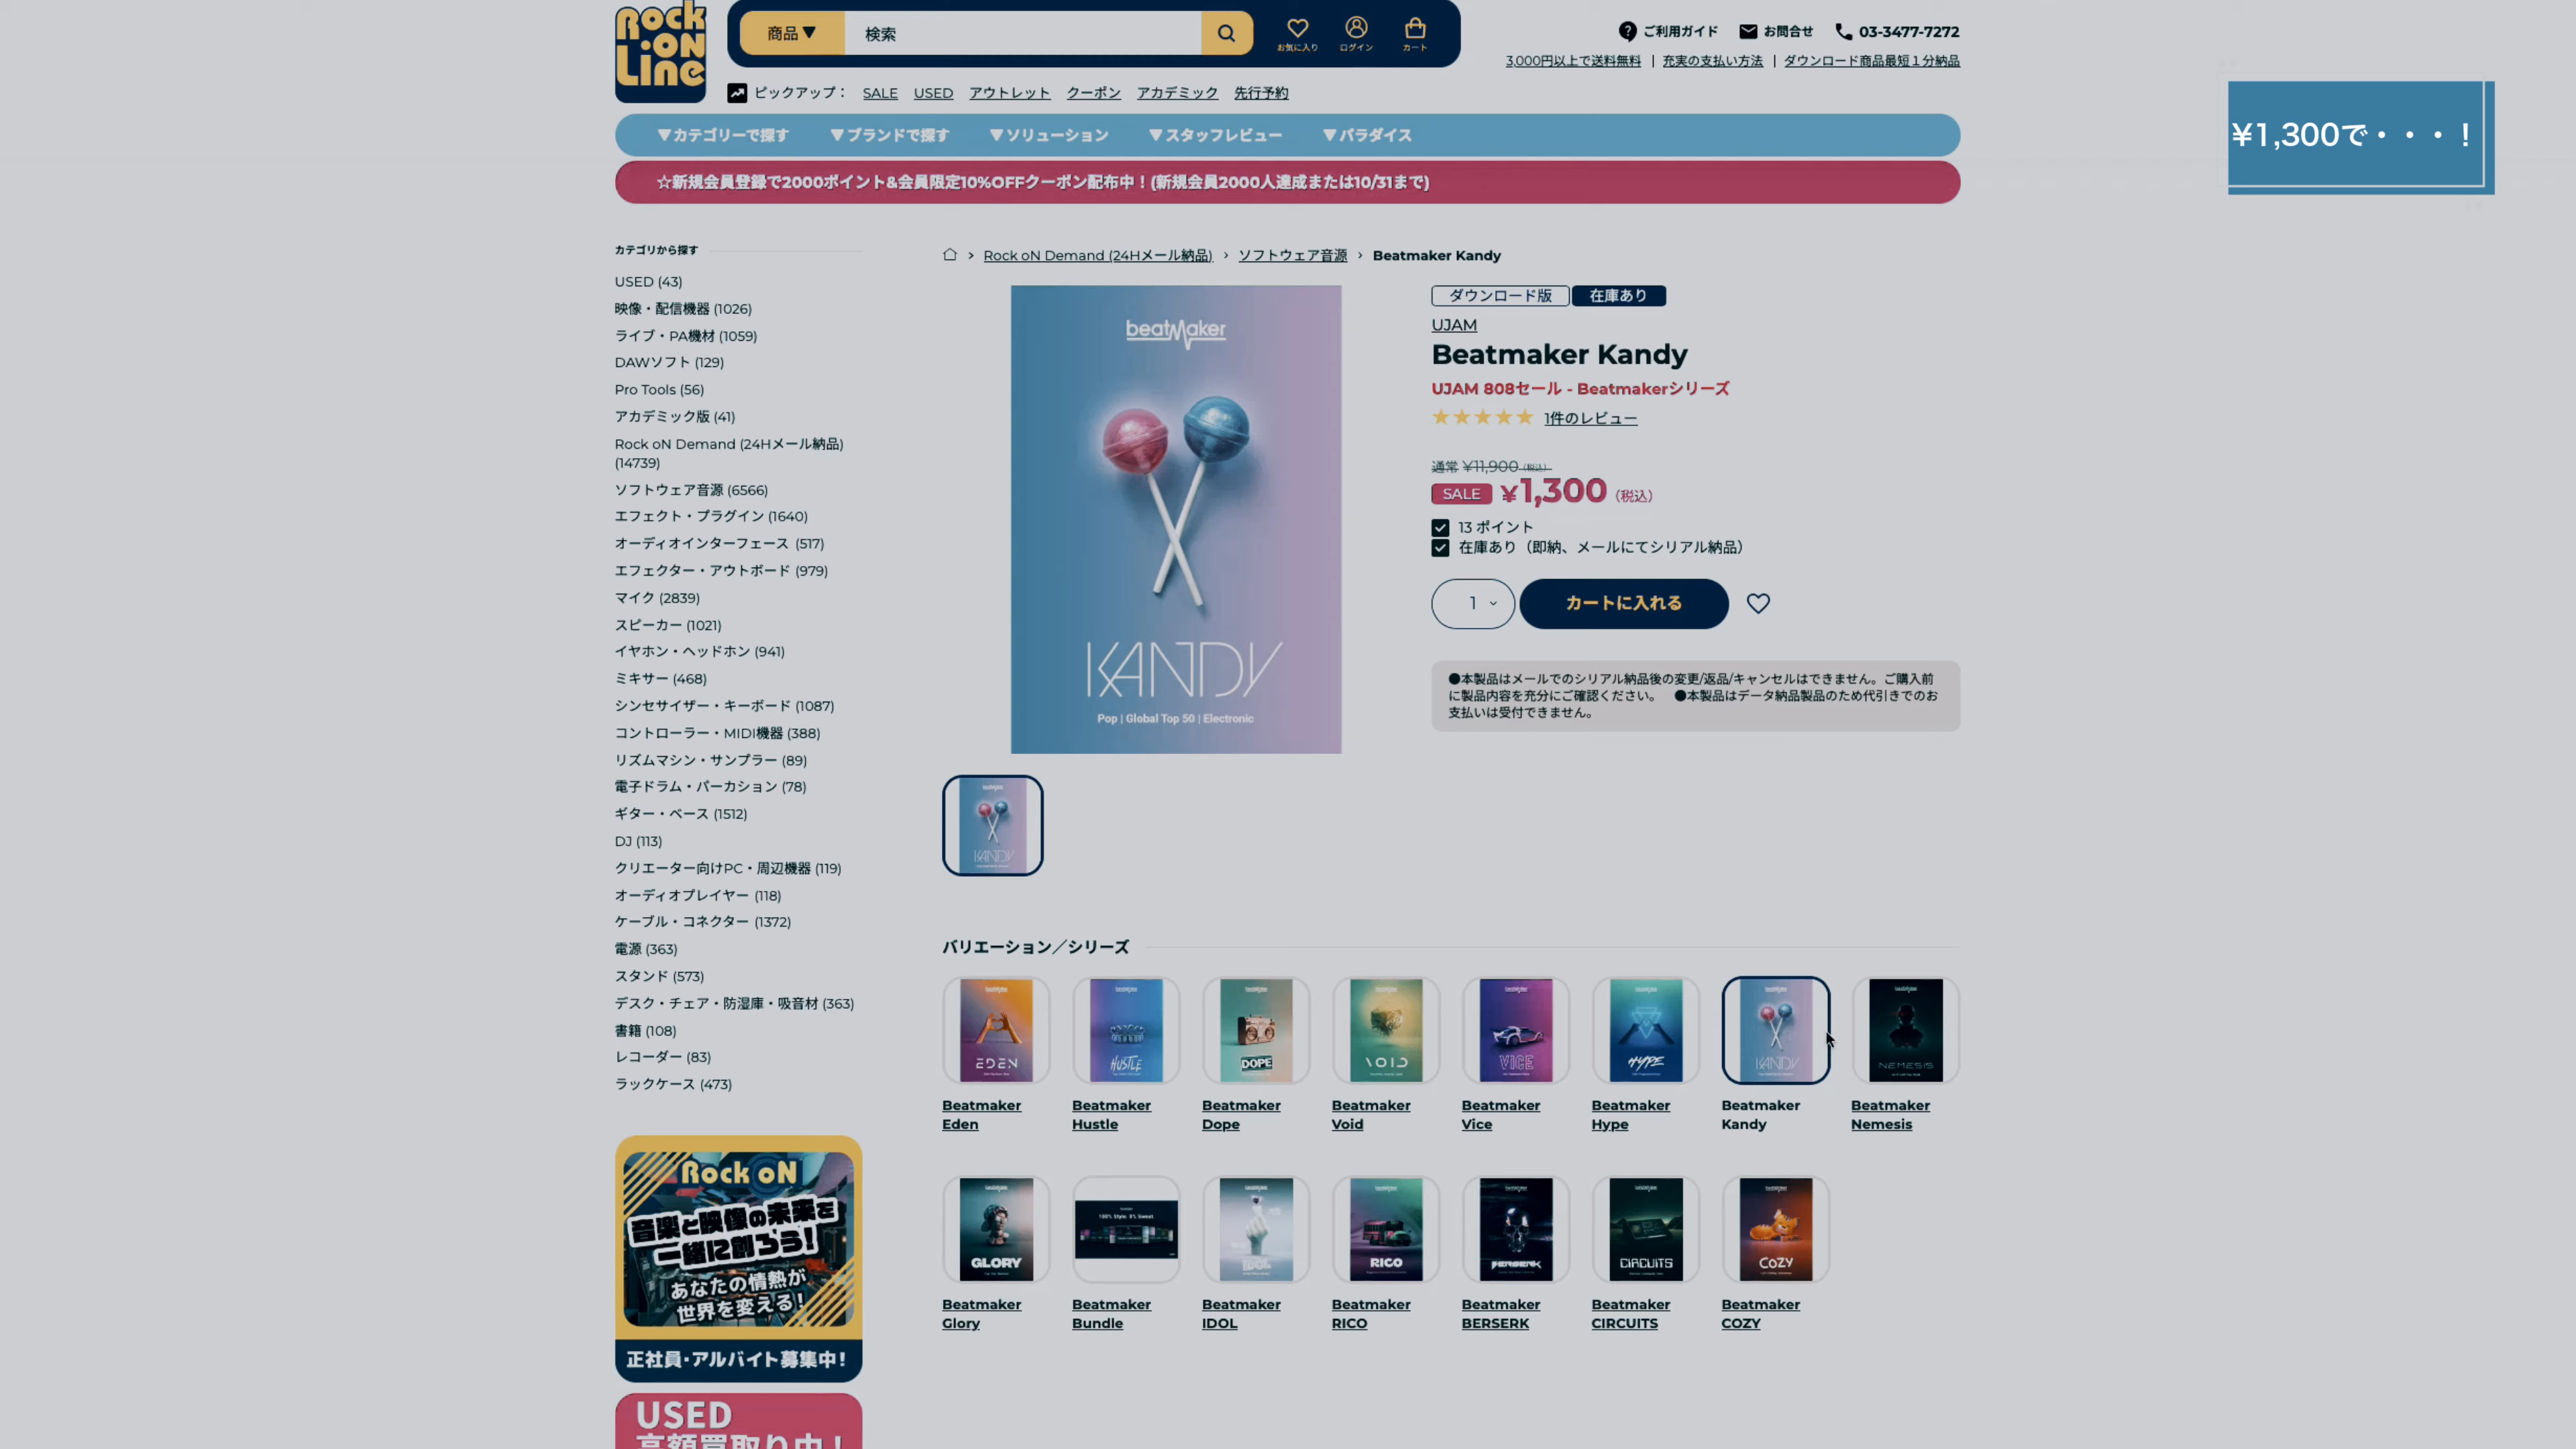 Rock
oN
Line
商品▼
検索
お気に入り
ログイン
カート
ご利用ガイド
お問合せ
03-3477-7272
3,000円以上で送料無料 | 充実の支払い方法 | ダウンロード商品最短１分納品
ピックアップ： SALE USED アウトレット クーポン アカデミック 先行予約
¥1,300で・・・！
▼カテゴリーで探す ▼ブランドで探す ▼ソリューション ▼スタッフレビュー ▼パラダイス
☆新規会員登録で2000ポイント&会員限定10%OFFクーポン配布中！(新規会員2000人達成または10/31まで)
カテゴリから探す
USED (43)
映像・配信機器 (1026)
ライブ・PA機材 (1059)
DAWソフト (129)
Pro Tools (56)
アカデミック版 (41)
Rock oN Demand (24Hメール納品)
(14739)
ソフトウェア音源 (6566)
エフェクト・プラグイン (1640)
オーディオインターフェース (517)
エフェクター・アウトボード (979)
マイク (2839)
スピーカー (1021)
イヤホン・ヘッドホン (941)
ミキサー (468)
シンセサイザー・キーボード (1087)
コントローラー・MIDI機器 (388)
リズムマシン・サンプラー (89)
電子ドラム・パーカション (78)
ギター・ベース (1512)
DJ (113)
クリエーター向けPC・周辺機器 (119)
オーディオプレイヤー (118)
ケーブル・コネクター (1372)
電源 (363)
スタンド (573)
デスク・チェア・防湿庫・吸音材 (363)
書籍 (108)
レコーダー (83)
ラックケース (473)
Rock oN
音楽と映像の未来を
一緒に創ろう！
あなたの情熱が
世界を変える！
正社員・アルバイト募集中！
USED
高額買取り中！
Rock oN Demand (24Hメール納品) › ソフトウェア音源 › Beatmaker Kandy
beatMaker
KANDY
Pop | Global Top 50 | Electronic
ダウンロード版 在庫あり
UJAM
Beatmaker Kandy
UJAM 808セール - Beatmakerシリーズ
★★★★★ 1件のレビュー
通常 ¥11,900 (税込)
SALE ¥1,300 (税込)
13 ポイント
在庫あり（即納、メールにてシリアル納品）
1
カートに入れる
●本製品はメールでのシリアル納品後の変更/返品/キャンセルはできません。ご購入前
に製品内容を充分にご確認ください。 ●本製品はデータ納品製品のため代引きでのお
支払いは受付できません。
KANDY
バリエーション／シリーズ
EDEN
HUSTLE
DOPE
VOID
VICE
HYPE
KANDY
NEMESIS
Beatmaker
Eden
Beatmaker
Hustle
Beatmaker
Dope
Beatmaker
Void
Beatmaker
Vice
Beatmaker
Hype
Beatmaker
Kandy
Beatmaker
Nemesis
GLORY
100% Style. 0% Sweat.
IDOL
RICO
BERSERK
CIRCUITS
COZY
Beatmaker
Glory
Beatmaker
Bundle
Beatmaker
IDOL
Beatmaker
RICO
Beatmaker
BERSERK
Beatmaker
CIRCUITS
Beatmaker
COZY